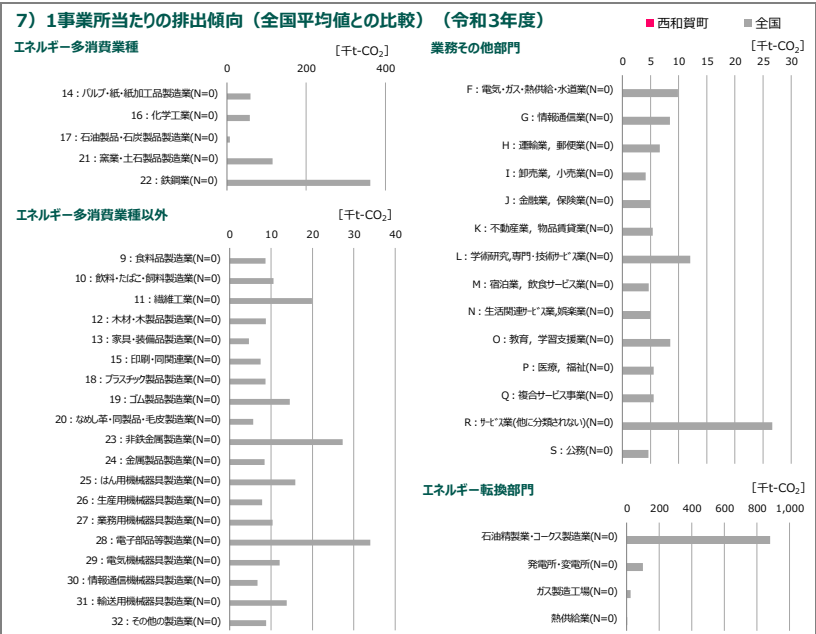 7）1事業所当たりの排出傾向（全国平均値との比較）（令和3年度）
■西和賀町 ■全国
エネルギー多消費業種
［千t-CO₂］
0 200 400
14：パルプ・紙・紙加工品製造業(N=0)
16：化学工業(N=0)
17：石油製品・石炭製品製造業(N=0)
21：窯業・土石製品製造業(N=0)
22：鉄鋼業(N=0)
エネルギー多消費業種以外
［千t-CO₂］
0 10 20 30 40
9：食料品製造業(N=0)
10：飲料・たばこ・飼料製造業(N=0)
11：繊維工業(N=0)
12：木材・木製品製造業(N=0)
13：家具・装備品製造業(N=0)
15：印刷・同関連業(N=0)
18：プラスチック製品製造業(N=0)
19：ゴム製品製造業(N=0)
20：なめし革・同製品・毛皮製造業(N=0)
23：非鉄金属製造業(N=0)
24：金属製品製造業(N=0)
25：はん用機械器具製造業(N=0)
26：生産用機械器具製造業(N=0)
27：業務用機械器具製造業(N=0)
28：電子部品等製造業(N=0)
29：電気機械器具製造業(N=0)
30：情報通信機械器具製造業(N=0)
31：輸送用機械器具製造業(N=0)
32：その他の製造業(N=0)
業務その他部門
［千t-CO₂］
0 5 10 15 20 25 30
F：電気・ガス・熱供給・水道業(N=0)
G：情報通信業(N=0)
H：運輸業，郵便業(N=0)
I：卸売業，小売業(N=0)
J：金融業，保険業(N=0)
K：不動産業，物品賃貸業(N=0)
L：学術研究,専門・技術ｻｰﾋﾞｽ業(N=0)
M：宿泊業，飲食サービス業(N=0)
N：生活関連ｻｰﾋﾞｽ業,娯楽業(N=0)
O：教育，学習支援業(N=0)
P：医療，福祉(N=0)
Q：複合サービス事業(N=0)
R：ｻｰﾋﾞｽ業(他に分類されない)(N=0)
S：公務(N=0)
エネルギー転換部門
［千t-CO₂］
0 200 400 600 800 1,000
石油精製業・コークス製造業(N=0)
発電所・変電所(N=0)
ガス製造工場(N=0)
熱供給業(N=0)